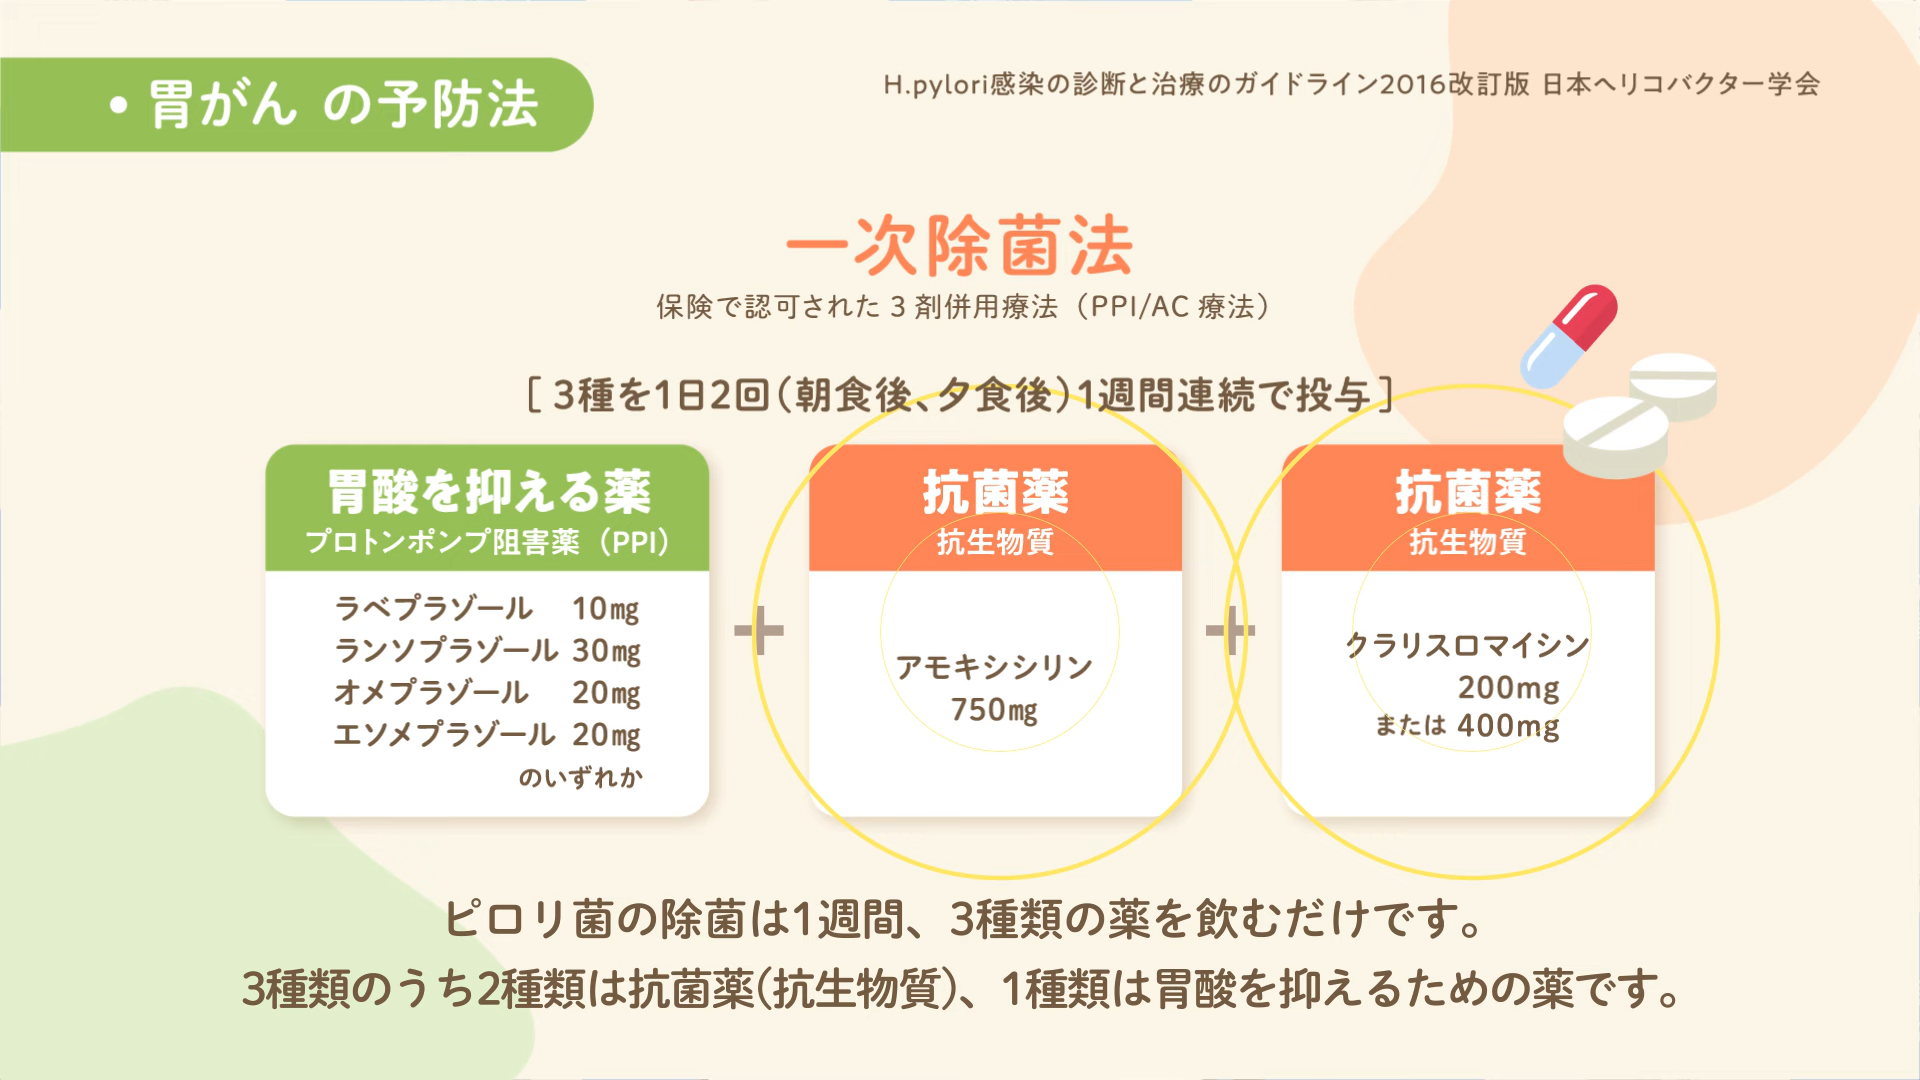 ・胃がん の予防法
H.pylori感染の診断と治療のガイドライン2016改訂版 日本ヘリコバクター学会
一次除菌法
保険で認可された 3 剤併用療法（PPI/AC 療法）
[ 3種を1日2回(朝食後、夕食後)1週間連続で投与 ]
胃酸を抑える薬
プロトンポンプ阻害薬（PPI）
ラベプラゾール 10㎎
ランソプラゾール 30㎎
オメプラゾール 20㎎
エソメプラゾール 20㎎
のいずれか
+
抗菌薬
抗生物質
アモキシシリン
750㎎
+
抗菌薬
抗生物質
クラリスロマイシン
200mg
または 400mg
ピロリ菌の除菌は1週間、3種類の薬を飲むだけです。
3種類のうち2種類は抗菌薬(抗生物質)、1種類は胃酸を抑えるための薬です。